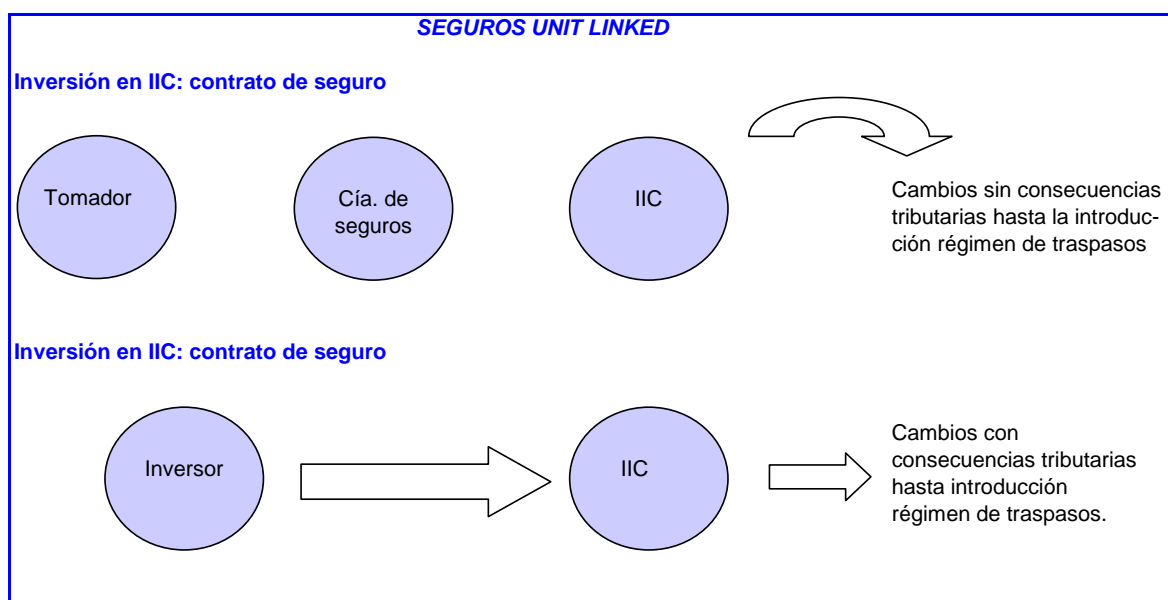 SEGUROS UNIT LINKED
Inversión en IIC: contrato de seguro
Tomador
Cía. de
seguros
IIC
Cambios sin consecuencias
tributarias hasta la introduc-
ción régimen de traspasos
Inversión en IIC: contrato de seguro
Inversor
IIC
Cambios con
consecuencias tributarias
hasta introducción
régimen de traspasos.